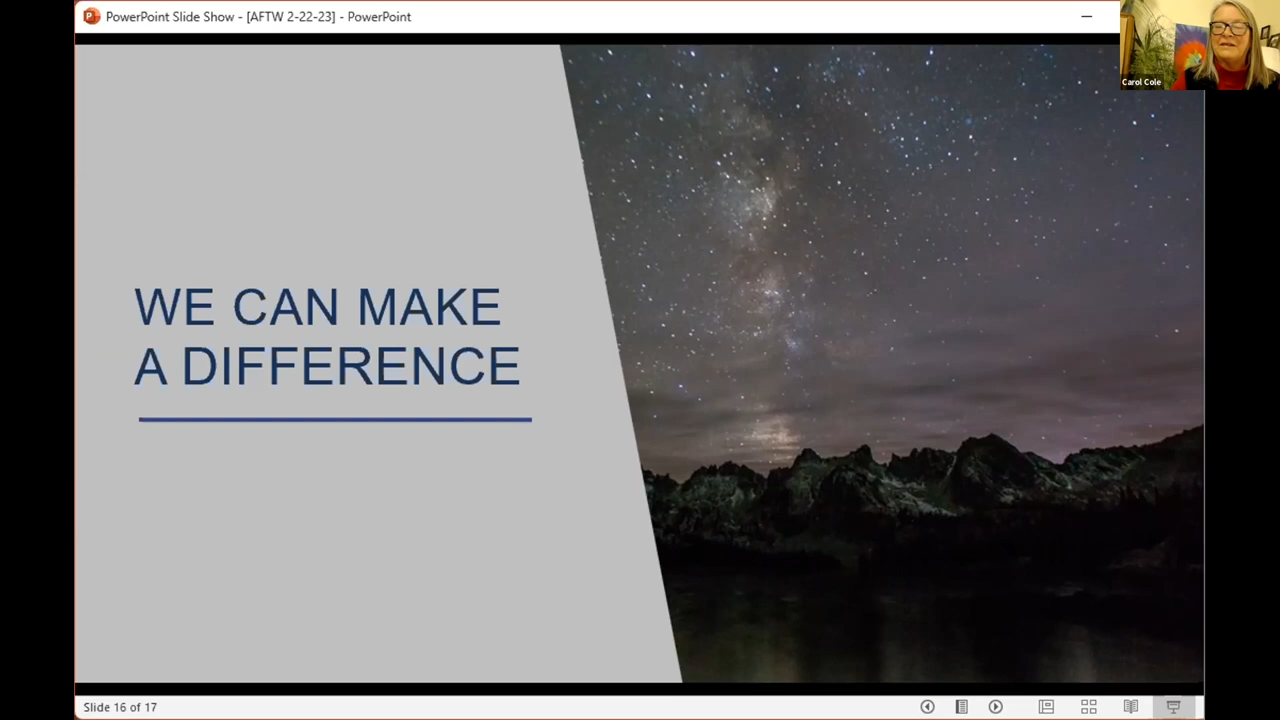 PowerPoint Slide Show - [AFTW 2-22-23] - PowerPoint
Carol Cole
WE CAN MAKE
A DIFFERENCE
Slide 16 of 17